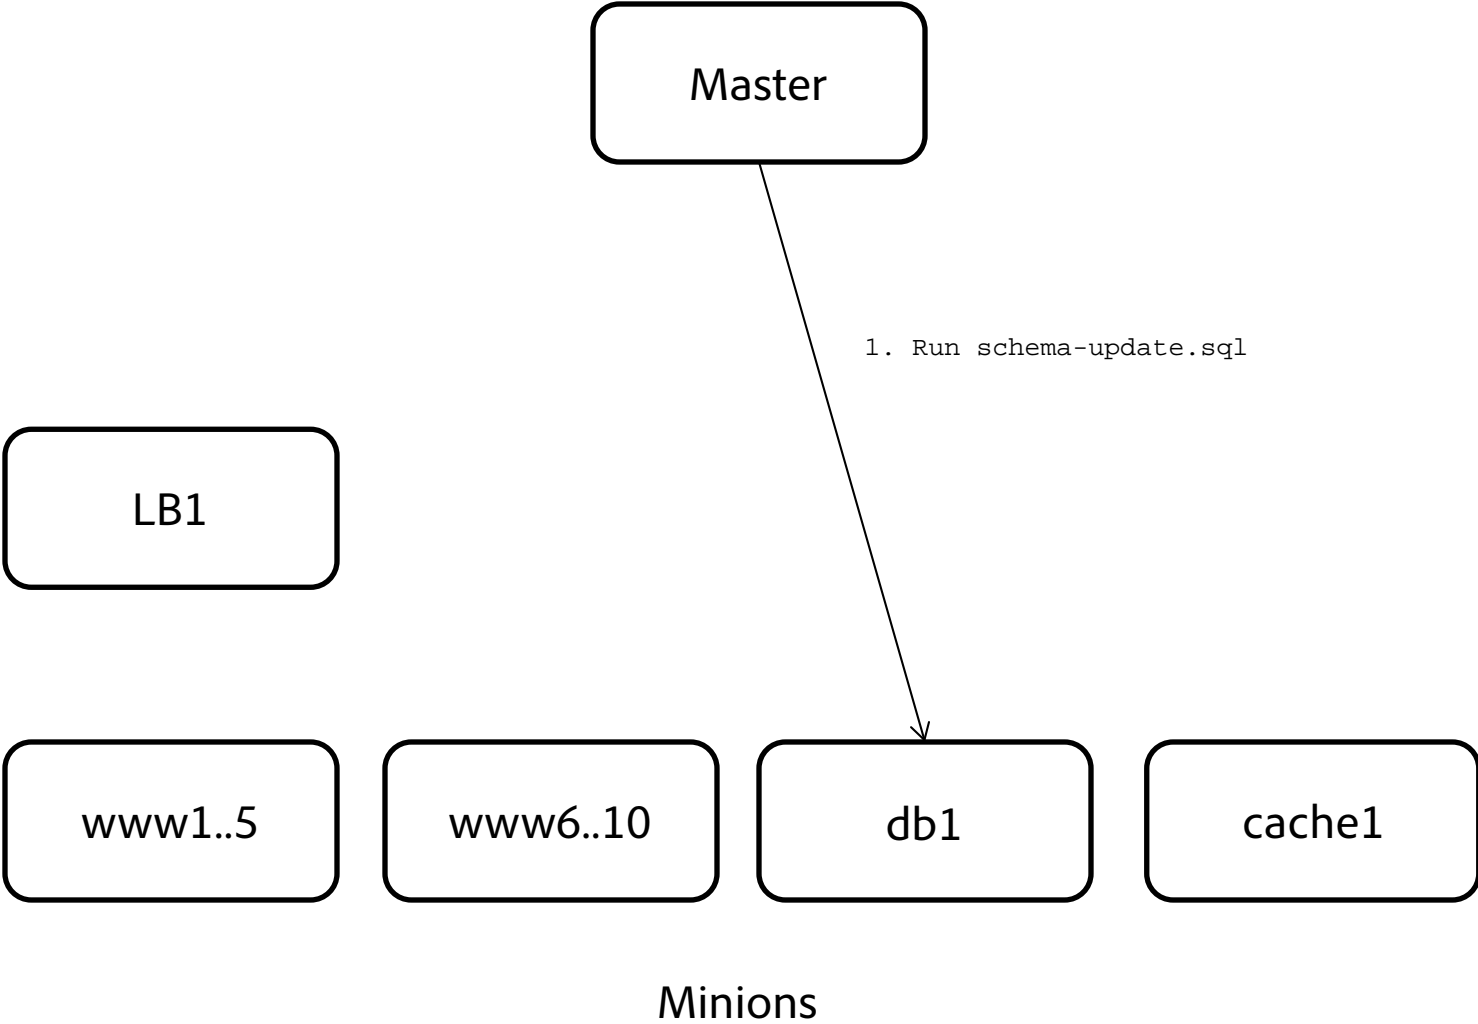 Master
1. Run schema-update.sql
LB1
www1..5
www6..10
db1
cache1
Minions